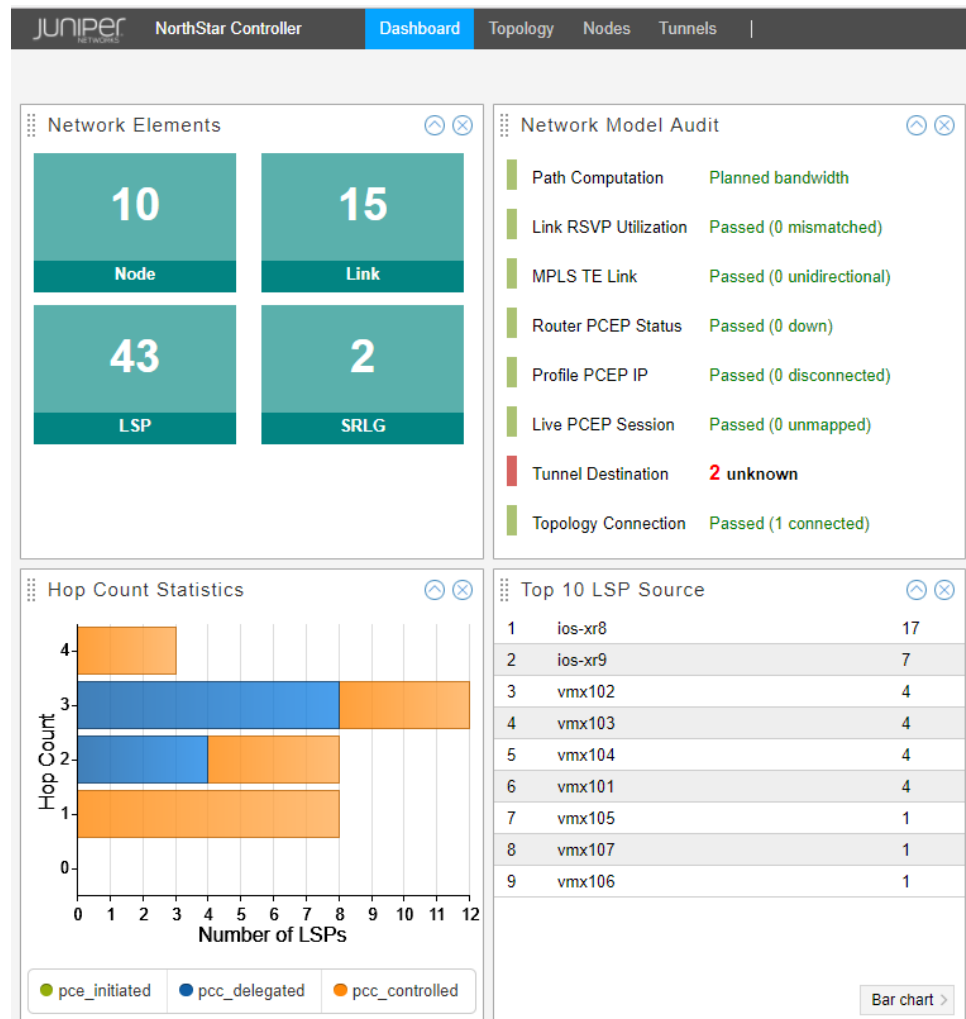 JUNIPER NETWORKS NorthStar Controller Dashboard Topology Nodes Tunnels |
Network Elements
10
Node
15
Link
43
LSP
2
SRLG
Network Model Audit
Path Computation Planned bandwidth
Link RSVP Utilization Passed (0 mismatched)
MPLS TE Link Passed (0 unidirectional)
Router PCEP Status Passed (0 down)
Profile PCEP IP Passed (0 disconnected)
Live PCEP Session Passed (0 unmapped)
Tunnel Destination 2 unknown
Topology Connection Passed (1 connected)
Hop Count Statistics
Hop Count
4
3
2
1
0
0 1 2 3 4 5 6 7 8 9 10 11 12
Number of LSPs
pce_initiated pcc_delegated pcc_controlled
Top 10 LSP Source
1 ios-xr8 17
2 ios-xr9 7
3 vmx102 4
4 vmx103 4
5 vmx104 4
6 vmx101 4
7 vmx105 1
8 vmx107 1
9 vmx106 1
Bar chart >